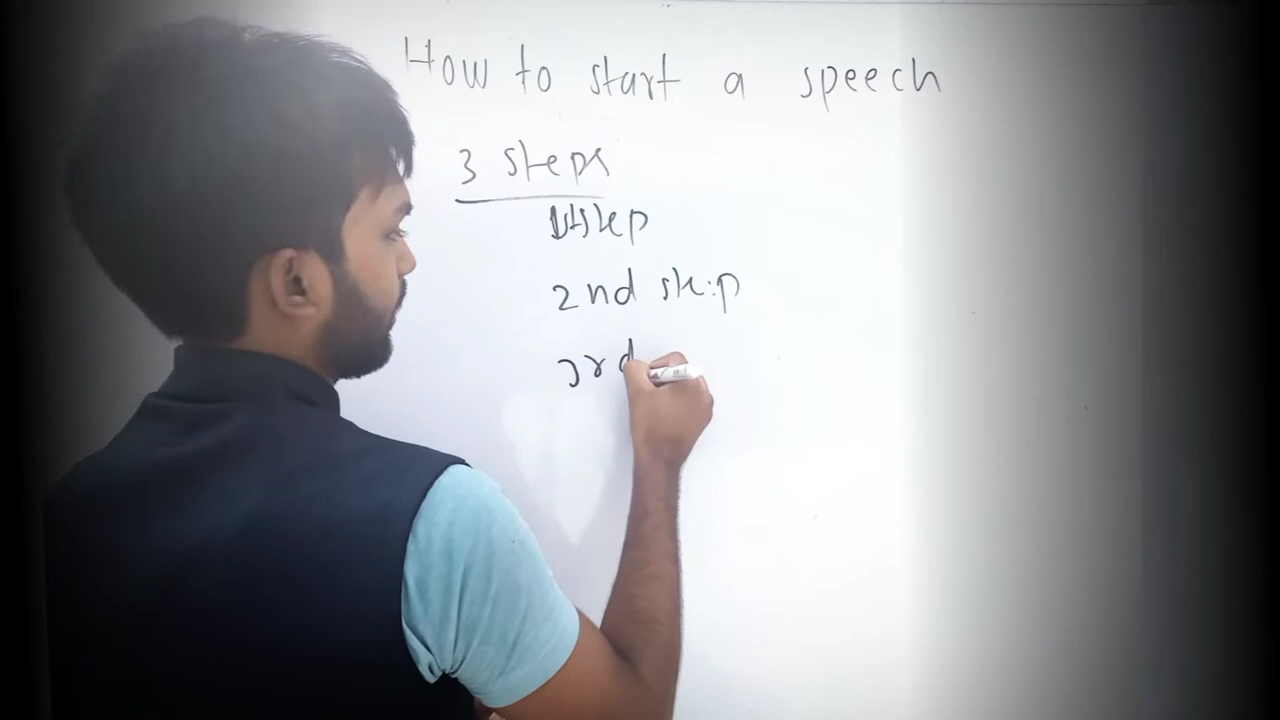 How to start a speech
3 steps
1st step
2nd step
3rd